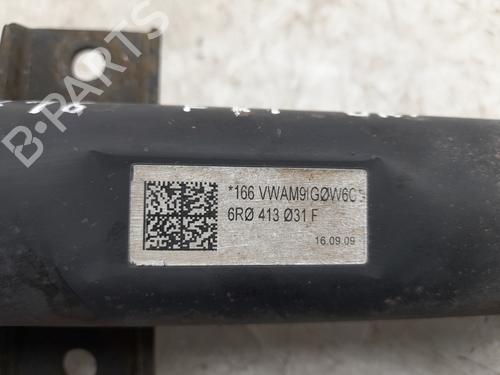 *166 VWAM9IGØW6C*
6RØ 413 Ø31 F
16.09.09
B-PARTS